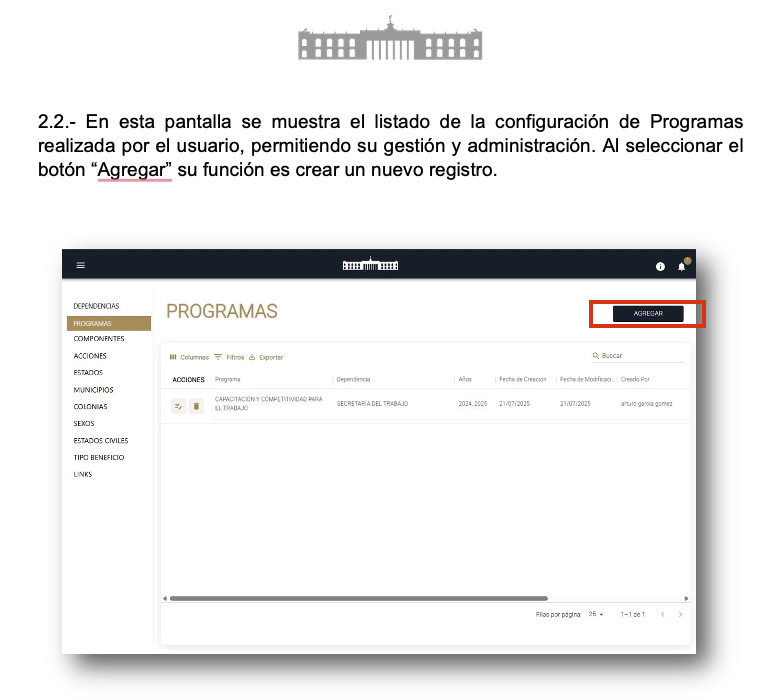 2.2.- En esta pantalla se muestra el listado de la configuración de Programas
realizada por el usuario, permitiendo su gestión y administración. Al seleccionar el
botón “Agregar” su función es crear un nuevo registro.
DEPENDENCIAS
PROGRAMAS
COMPONENTES
ACCIONES
ESTADOS
MUNICIPIOS
COLONIAS
SEXOS
ESTADOS CIVILES
TIPO BENEFICIO
LINKS
PROGRAMAS
AGREGAR
Columnas Filtros Exportar
Buscar
ACCIONES Programa Dependencia Años Fecha de Creación Fecha de Modificaci... Creado Por
CAPACITACIÓN Y COMPETITIVIDAD PARA
EL TRABAJO
SECRETARÍA DEL TRABAJO 2024, 2025 21/07/2025 21/07/2025 arturo garcia gomez
Filas por página: 25 1–1 de 1